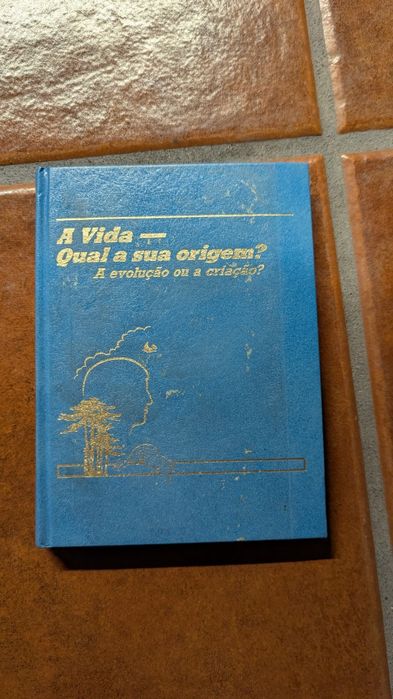 A Vida —
Qual a sua origem?
A evolução ou a criação?